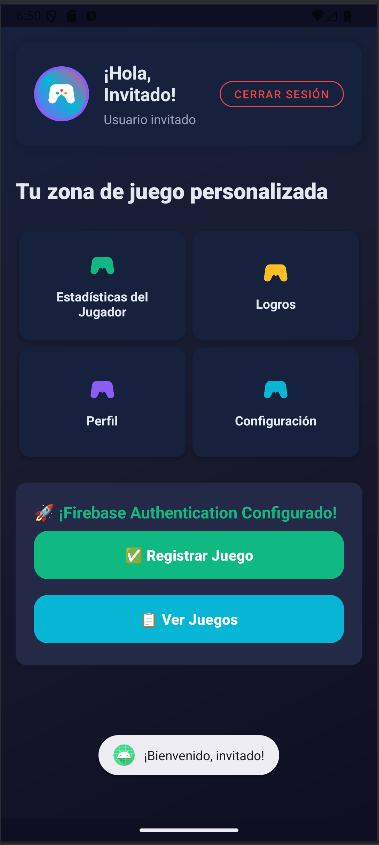 6:50
¡Hola,
Invitado!
Usuario invitado
CERRAR SESIÓN
Tu zona de juego personalizada
Estadísticas del
Jugador
Logros
Perfil
Configuración
🚀 ¡Firebase Authentication Configurado!
✅ Registrar Juego
📋 Ver Juegos
¡Bienvenido, invitado!